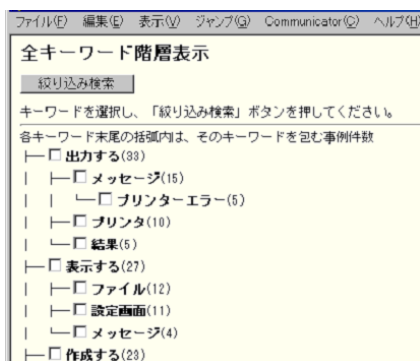 ファイル(F) 編集(E) 表示(V) ジャンプ(G) Communicator(C) ヘルプ(H)
全キーワード階層表示
絞り込み検索
キーワードを選択し、「絞り込み検索」ボタンを押してください。
各キーワード末尾の括弧内は、そのキーワードを包む事例件数
出力する(33)
メッセージ(15)
プリンターエラー(5)
プリンタ(10)
結果(5)
表示する(27)
ファイル(12)
設定画面(11)
メッセージ(4)
作成する(23)